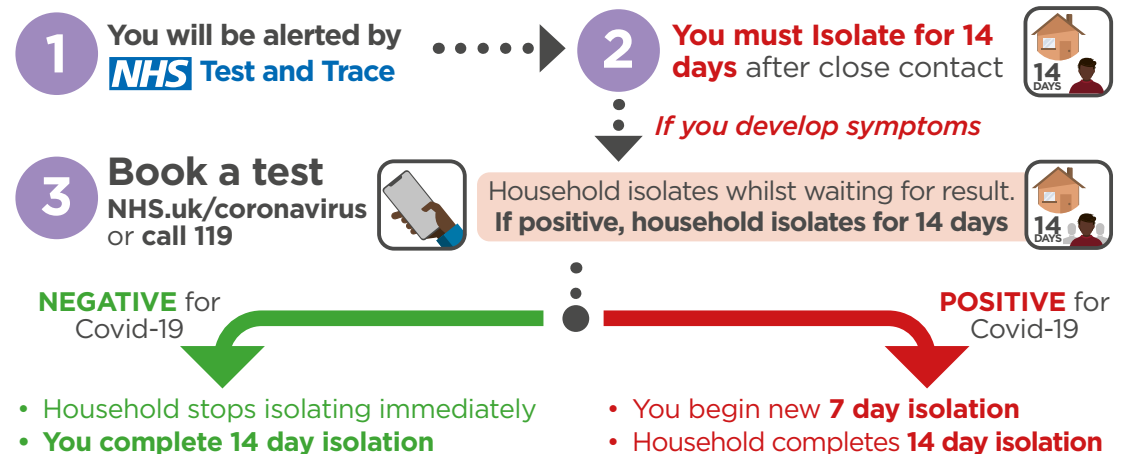 1
You will be alerted by
NHS Test and Trace
2
You must Isolate for 14
days after close contact
14
DAYS
If you develop symptoms
3
Book a test
NHS.uk/coronavirus
or call 119
Household isolates whilst waiting for result.
If positive, household isolates for 14 days
14
DAYS
NEGATIVE for
Covid-19
POSITIVE for
Covid-19
• Household stops isolating immediately
• You complete 14 day isolation
• You begin new 7 day isolation
• Household completes 14 day isolation